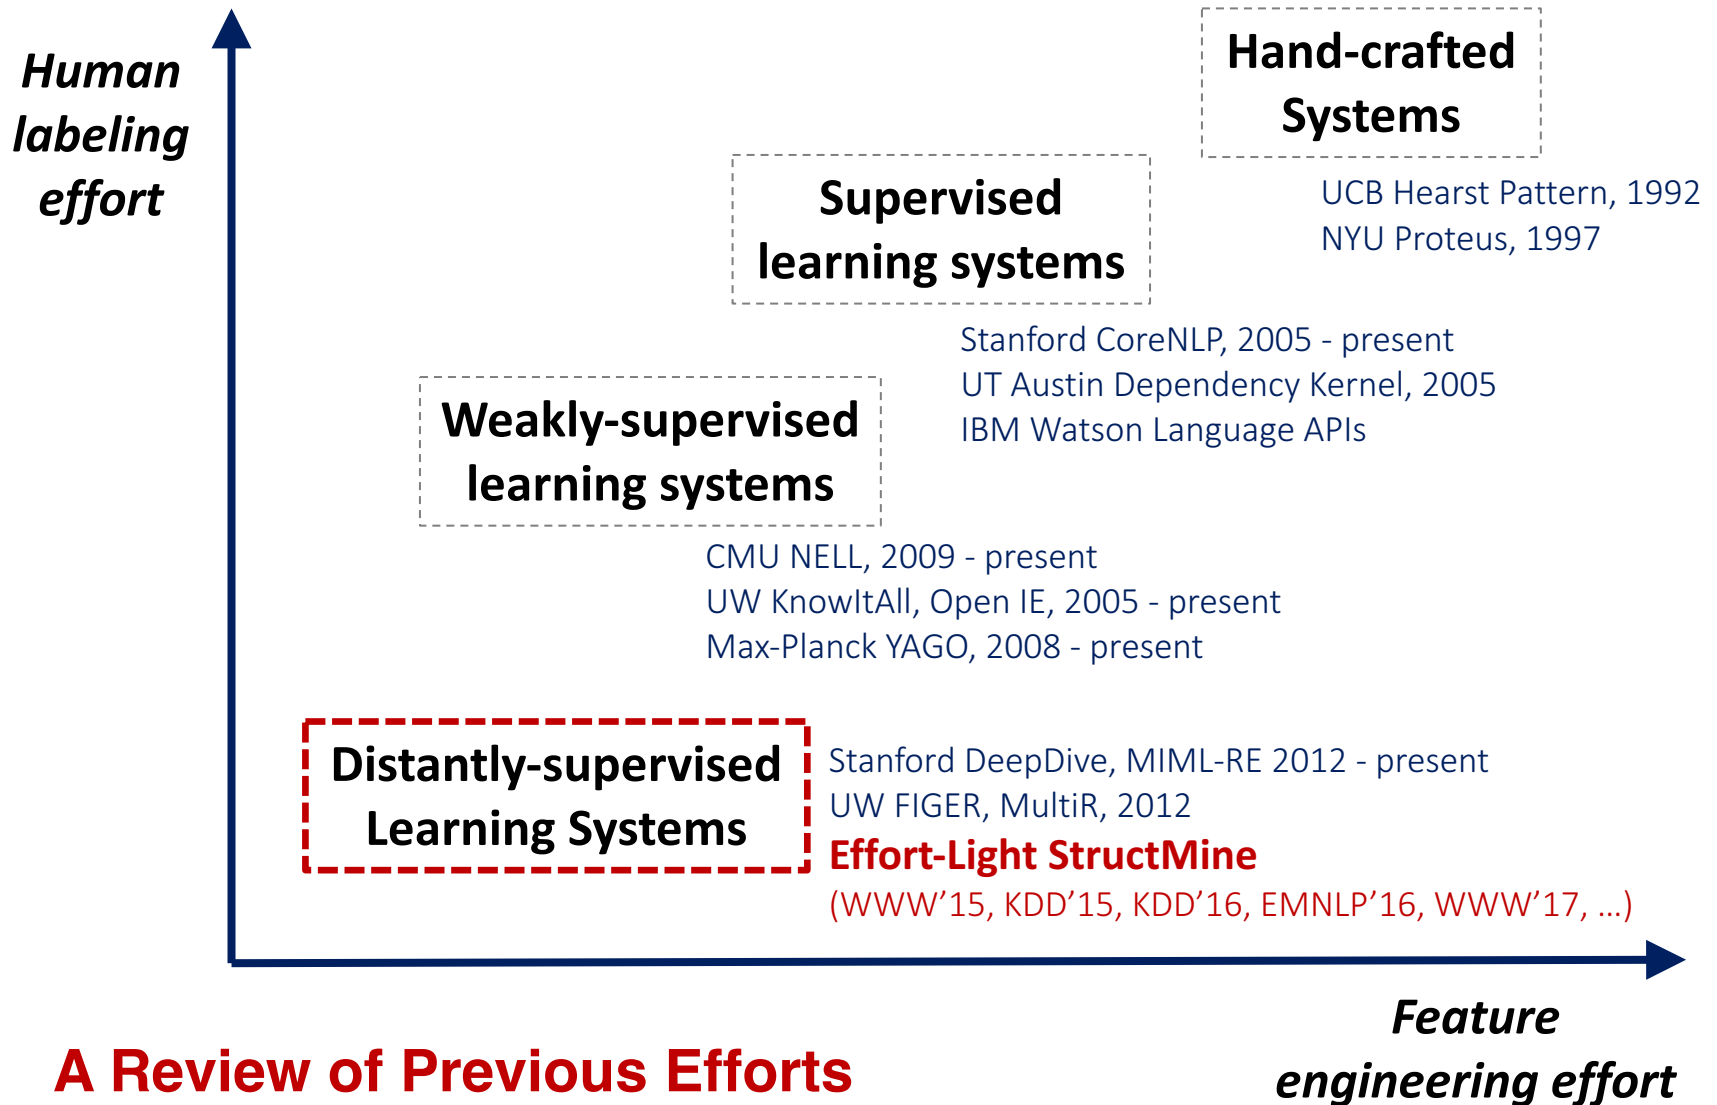 Human
labeling
effort
Hand-crafted
Systems
UCB Hearst Pattern, 1992
NYU Proteus, 1997
Supervised
learning systems
Stanford CoreNLP, 2005 - present
UT Austin Dependency Kernel, 2005
IBM Watson Language APIs
Weakly-supervised
learning systems
CMU NELL, 2009 - present
UW KnowItAll, Open IE, 2005 - present
Max-Planck YAGO, 2008 - present
Distantly-supervised
Learning Systems
Stanford DeepDive, MIML-RE 2012 - present
UW FIGER, MultiR, 2012
Effort-Light StructMine
(WWW’15, KDD’15, KDD’16, EMNLP’16, WWW’17, …)
Feature
engineering effort
A Review of Previous Efforts